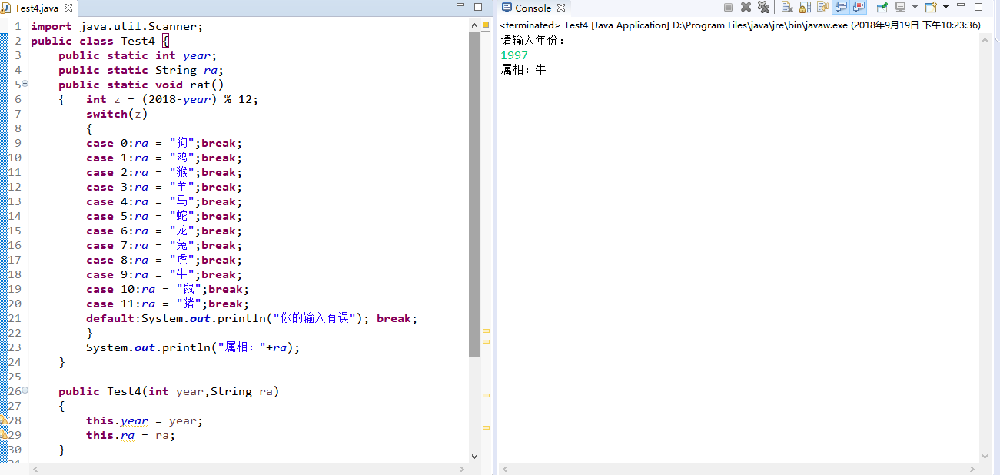 Test4.java
1 import java.util.Scanner;
2 public class Test4 {
3 public static int year;
4 public static String ra;
5 public static void rat()
6 { int z = (2018-year) % 12;
7 switch(z)
8 {
9 case 0:ra = "狗";break;
10 case 1:ra = "鸡";break;
11 case 2:ra = "猴";break;
12 case 3:ra = "羊";break;
13 case 4:ra = "马";break;
14 case 5:ra = "蛇";break;
15 case 6:ra = "龙";break;
16 case 7:ra = "兔";break;
17 case 8:ra = "虎";break;
18 case 9:ra = "牛";break;
19 case 10:ra = "鼠";break;
20 case 11:ra = "猪";break;
21 default:System.out.println("你的输入有误"); break;
22 }
23 System.out.println("属相："+ra);
24 }
25
26 public Test4(int year,String ra)
27 {
28 this.year = year;
29 this.ra = ra;
30 }
Console
<terminated> Test4 [Java Application] D:\Program Files\java\jre\bin\javaw.exe (2018年9月19日 下午10:23:36)
请输入年份：
1997
属相：牛